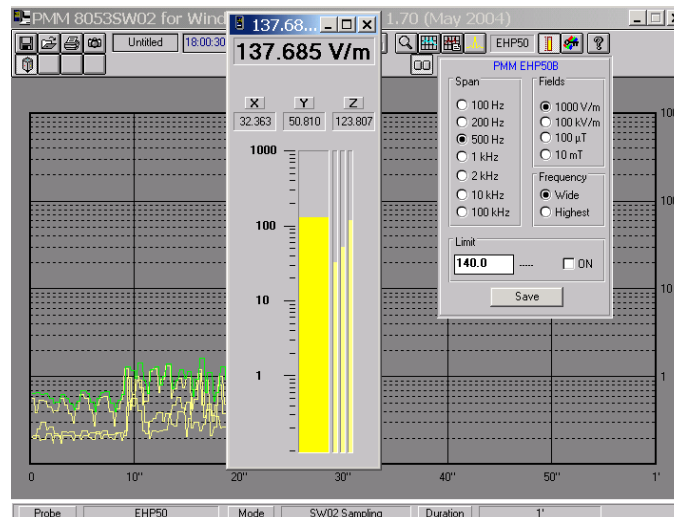 PMM 8053SW02 for Wind
137.68...
1.70 (May 2004)
Untitled
18:00:30
EHP50
137.685 V/m
X Y Z
32.363 50.810 123.807
1000
100
10
1
PMM EHP50B
Span
100 Hz
200 Hz
500 Hz
1 kHz
2 kHz
10 kHz
100 kHz
Fields
1000 V/m
100 kV/m
100 µT
10 mT
Frequency
Wide
Highest
Limit
140.0 ----- ON
Save
100
10
1
0 10'' 20'' 30'' 40'' 50'' 1'
Probe EHP50 Mode SW02 Sampling Duration 1'